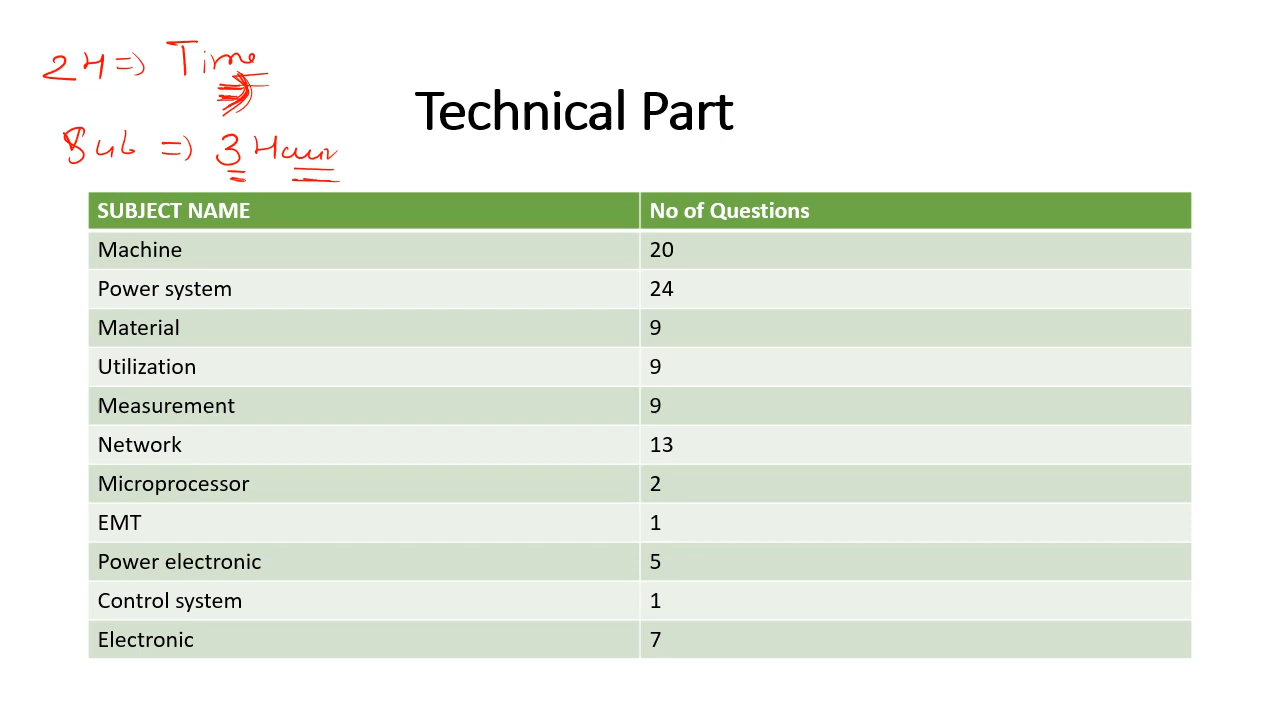 24 => Time
Sub => 3 Hour
Technical Part
SUBJECT NAME No of Questions
Machine 20
Power system 24
Material 9
Utilization 9
Measurement 9
Network 13
Microprocessor 2
EMT 1
Power electronic 5
Control system 1
Electronic 7